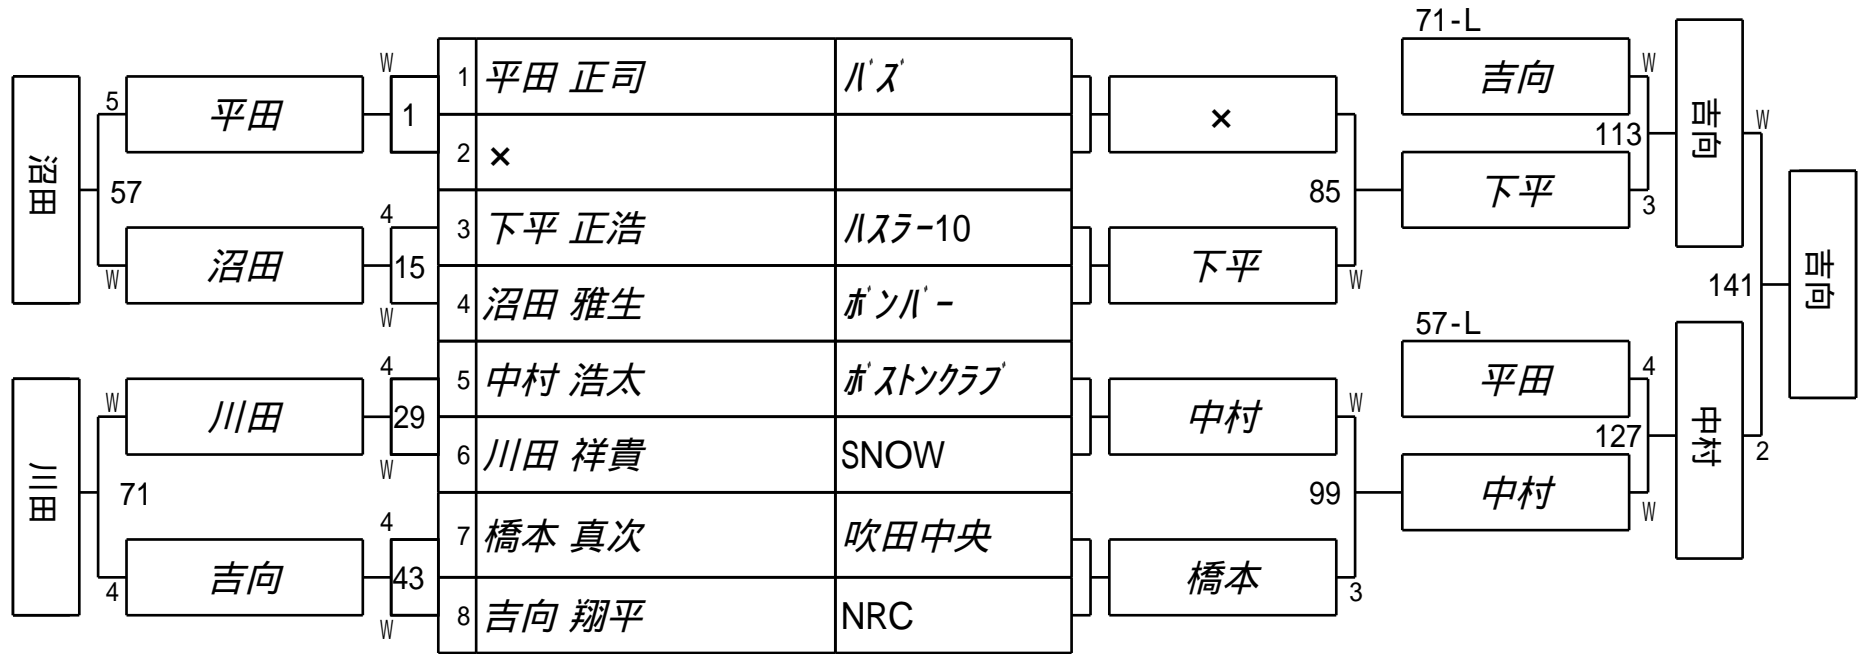 71-L
W
1 平田 正司 バズ
吉向
W
5
平田
1
×
吉向
W
2 ×
113
沼田
57
85
下平
3
4
3 下平 正浩 ハスラー10
沼田
15
下平
W
W
W
4 沼田 雅生 ボンバー
141
吉向
57-L
4
5 中村 浩太 ボストンクラブ
平田
4
W
川田
29
中村
W
127
中村
2
W
6 川田 祥貴 SNOW
川田
71
99
中村
W
4
7 橋本 真次 吹田中央
吉向
43
橋本
4
3
W
8 吉向 翔平 NRC